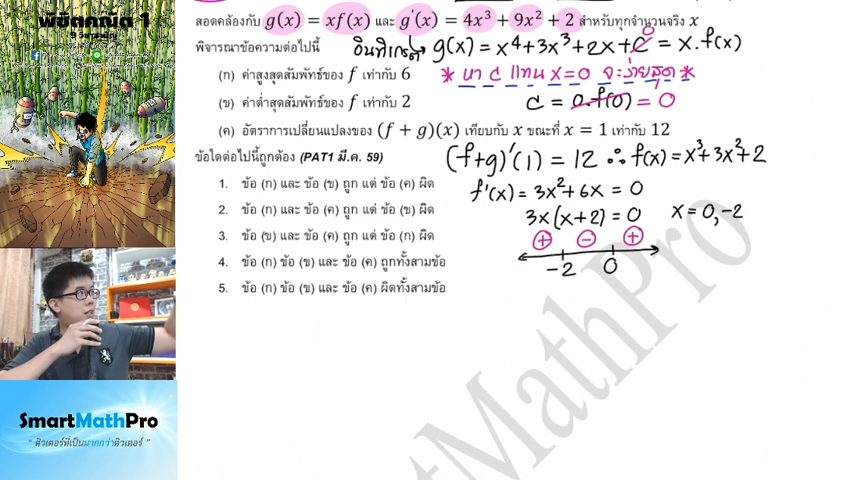 พิชิตคณิต 1
9 วิชาสามัญ
สอดคล้องกับ g(x) = xf(x) และ g′(x) = 4x³ + 9x² + 2 สำหรับทุกจำนวนจริง x
พิจารณาข้อความต่อไปนี้ อินทิเกรต g(x) = x⁴+3x³+2x+c 0 = x·f(x)
(ก) ค่าสูงสุดสัมพัทธ์ของ f เท่ากับ 6 * หา c แทน x=0 จะง่ายสุด *
(ข) ค่าต่ำสุดสัมพัทธ์ของ f เท่ากับ 2 c = 0·f(0) = 0
(ค) อัตราการเปลี่ยนแปลงของ (f + g)(x) เทียบกับ x ขณะที่ x = 1 เท่ากับ 12
ข้อใดต่อไปนี้ถูกต้อง (PAT1 มี.ค. 59) (f+g)′(1) = 12 ∴ f(x) = x³+3x²+2
1. ข้อ (ก) และ ข้อ (ข) ถูก แต่ ข้อ (ค) ผิด f′(x) = 3x²+6x = 0
2. ข้อ (ก) และ ข้อ (ค) ถูก แต่ ข้อ (ข) ผิด 3x(x+2) = 0 x = 0,-2
3. ข้อ (ข) และ ข้อ (ค) ถูก แต่ ข้อ (ก) ผิด + − +
4. ข้อ (ก) ข้อ (ข) และ ข้อ (ค) ถูกทั้งสามข้อ -2 0
5. ข้อ (ก) ข้อ (ข) และ ข้อ (ค) ผิดทั้งสามข้อ
SmartMathPro
“ ติวเตอร์ที่เป็นมากกว่าติวเตอร์ ”
tMathPro